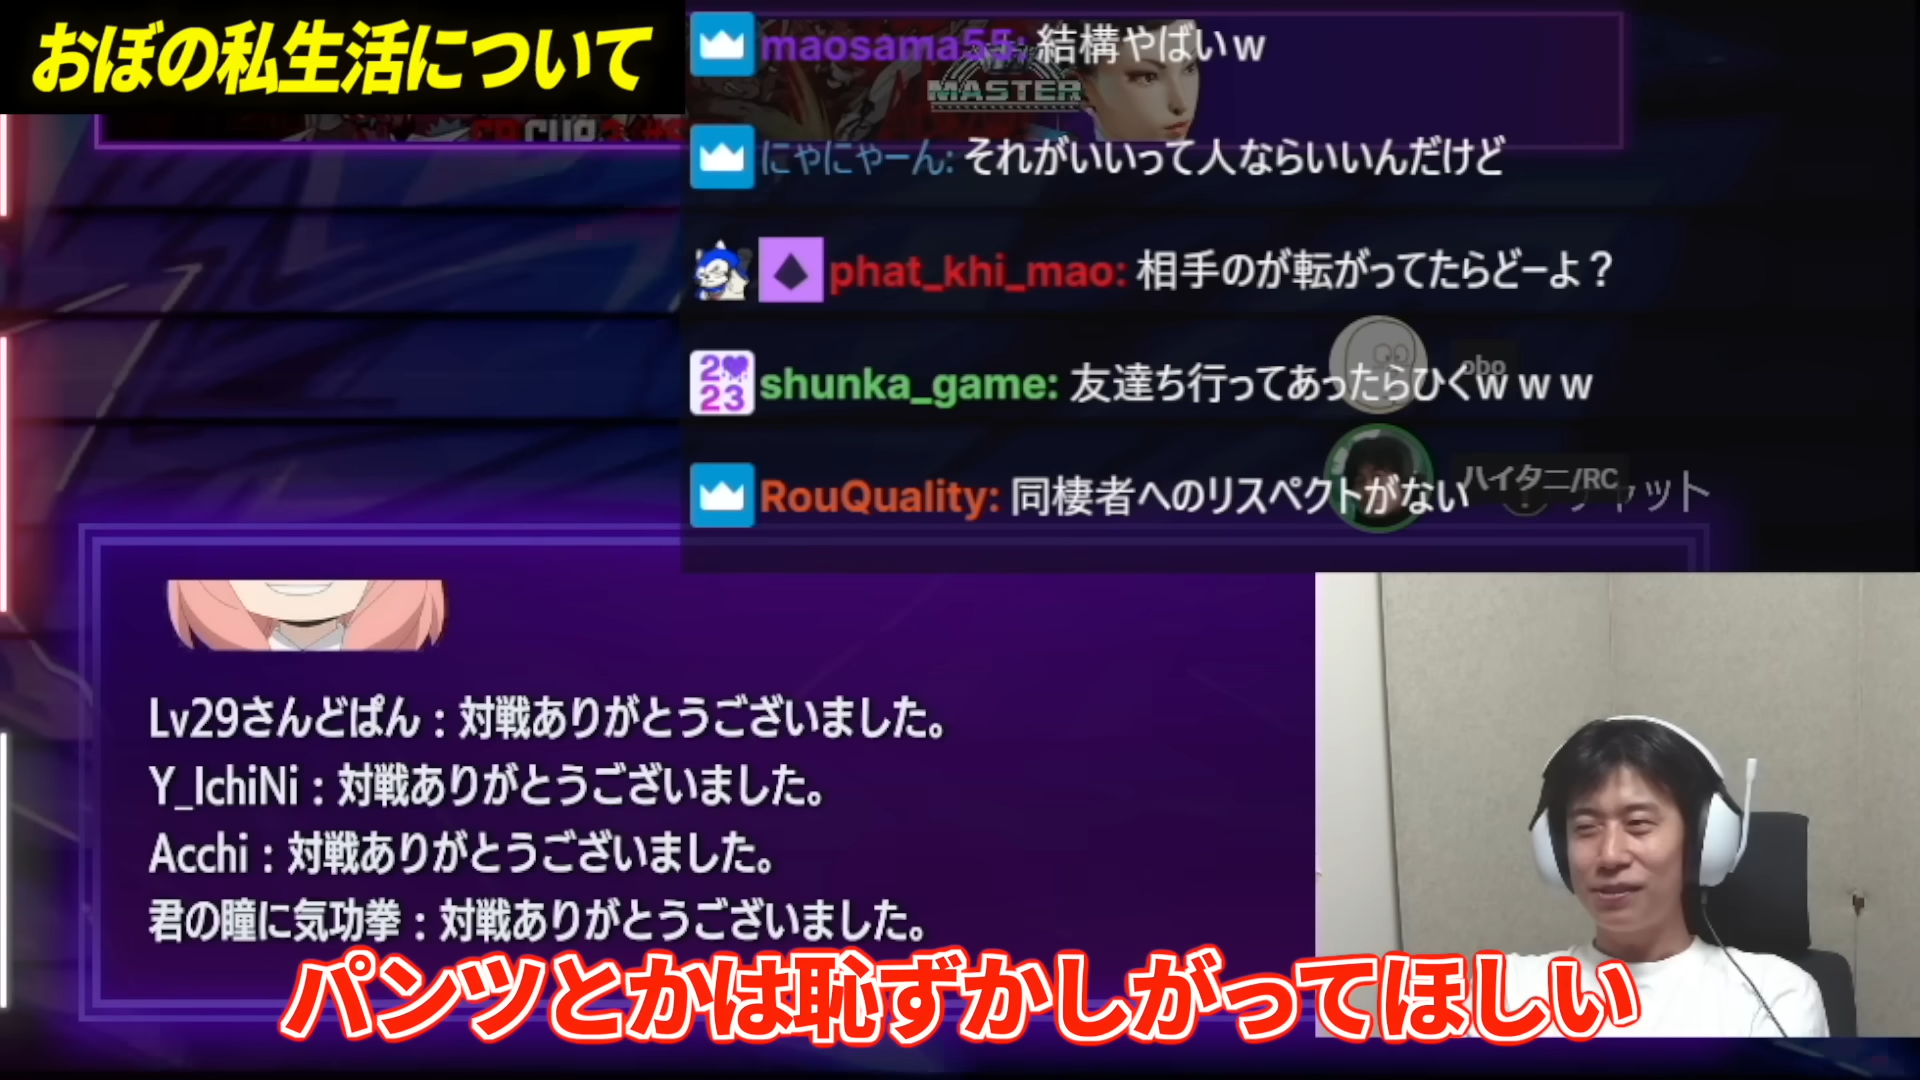 おぼの私生活について
maosama55: 結構やばいw
MASTER
CR CUP
にゃにゃーん: それがいいって人ならいいんだけど
phat_khi_mao: 相手のが転がってたらどーよ？
obo
2 23
shunka_game: 友達ち行ってあったらひくw w w
ハイタニ/RC
RouQuality: 同棲者へのリスペクトがない
チャット
Lv29さんどぱん：対戦ありがとうございました。
Y_IchiNi：対戦ありがとうございました。
Acchi：対戦ありがとうございました。
君の瞳に気功拳：対戦ありがとうございました。
パンツとかは恥ずかしがってほしい